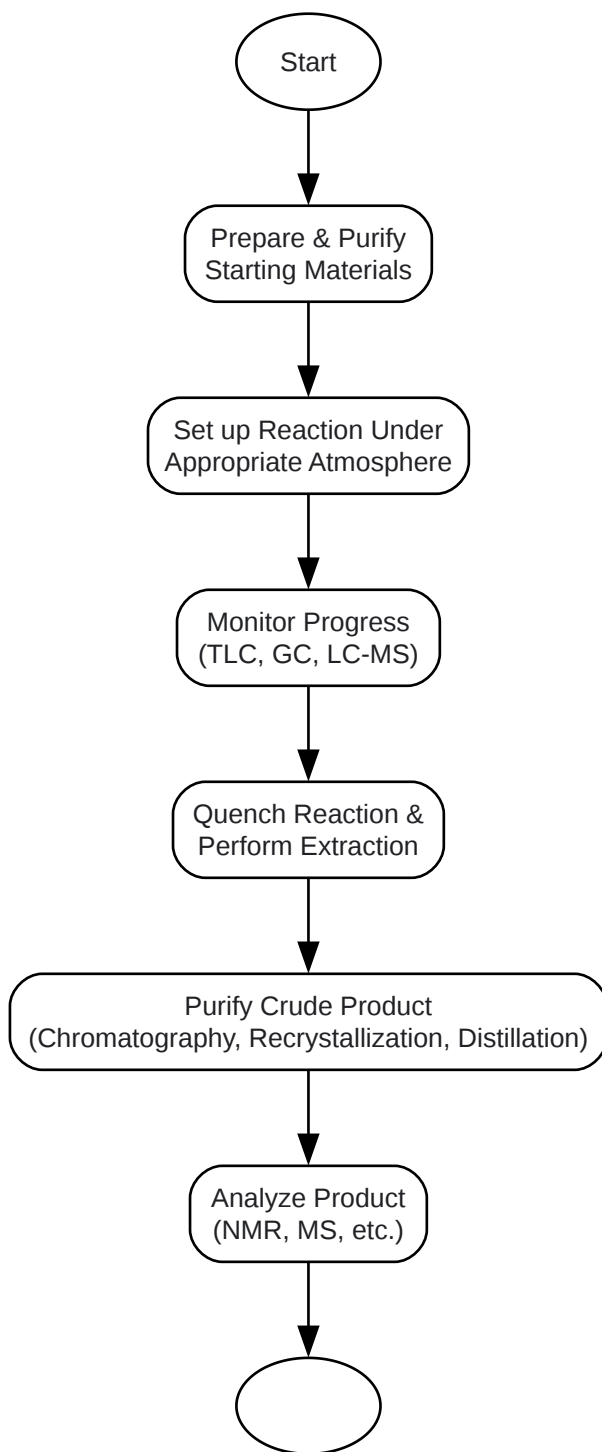 Start
Prepare & Purify
Starting Materials
Set up Reaction Under
Appropriate Atmosphere
Monitor Progress
(TLC, GC, LC-MS)
Quench Reaction &
Perform Extraction
Purify Crude Product
(Chromatography, Recrystallization, Distillation)
Analyze Product
(NMR, MS, etc.)